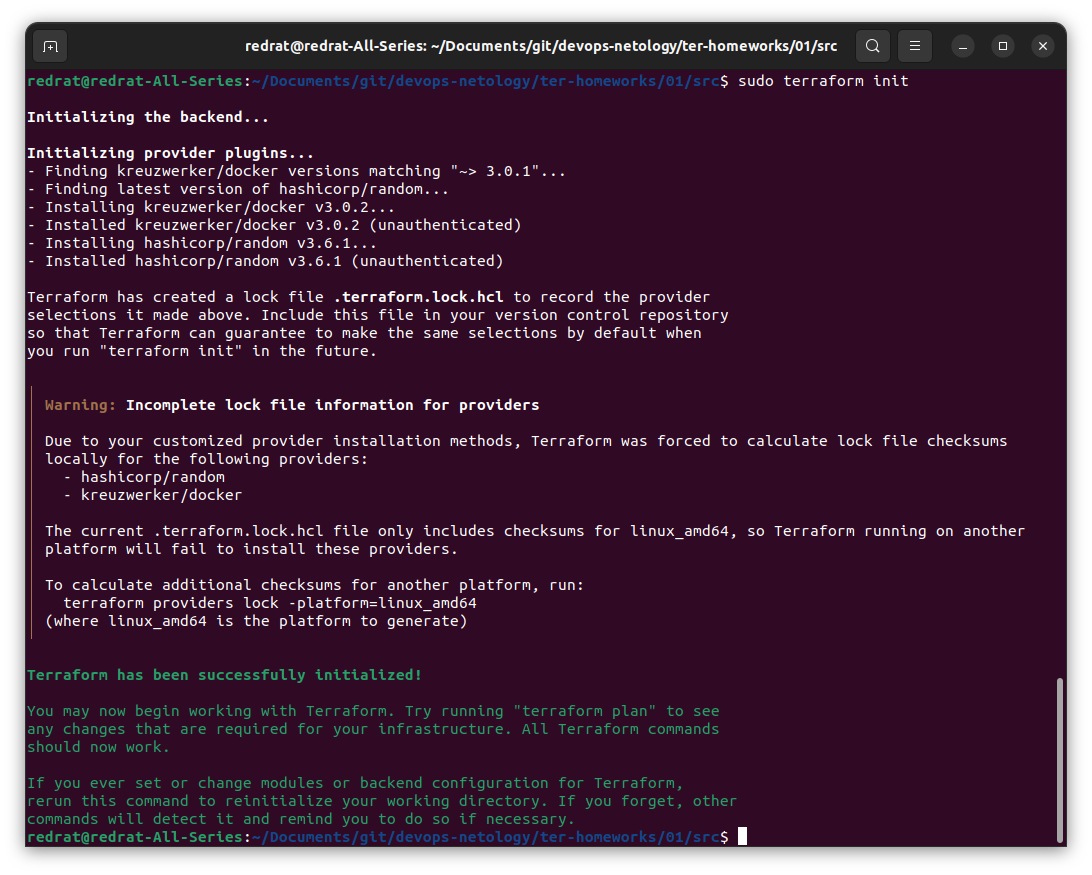 redrat@redrat-All-Series: ~/Documents/git/devops-netology/ter-homeworks/01/src
redrat@redrat-All-Series:~/Documents/git/devops-netology/ter-homeworks/01/src$ sudo terraform init
Initializing the backend...
Initializing provider plugins...
- Finding kreuzwerker/docker versions matching "~> 3.0.1"...
- Finding latest version of hashicorp/random...
- Installing kreuzwerker/docker v3.0.2...
- Installed kreuzwerker/docker v3.0.2 (unauthenticated)
- Installing hashicorp/random v3.6.1...
- Installed hashicorp/random v3.6.1 (unauthenticated)
Terraform has created a lock file .terraform.lock.hcl to record the provider
selections it made above. Include this file in your version control repository
so that Terraform can guarantee to make the same selections by default when
you run "terraform init" in the future.
Warning: Incomplete lock file information for providers
Due to your customized provider installation methods, Terraform was forced to calculate lock file checksums
locally for the following providers:
- hashicorp/random
- kreuzwerker/docker
The current .terraform.lock.hcl file only includes checksums for linux_amd64, so Terraform running on another
platform will fail to install these providers.
To calculate additional checksums for another platform, run:
terraform providers lock -platform=linux_amd64
(where linux_amd64 is the platform to generate)
Terraform has been successfully initialized!
You may now begin working with Terraform. Try running "terraform plan" to see
any changes that are required for your infrastructure. All Terraform commands
should now work.
If you ever set or change modules or backend configuration for Terraform,
rerun this command to reinitialize your working directory. If you forget, other
commands will detect it and remind you to do so if necessary.
redrat@redrat-All-Series:~/Documents/git/devops-netology/ter-homeworks/01/src$